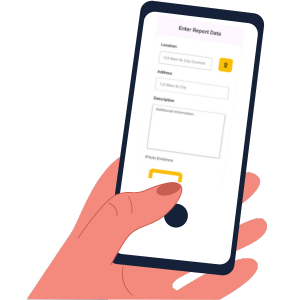 Enter Report Data
Location
123 Main St, City, Country
Address
123 Main St, City
Description
Additional information...
Photo Evidence